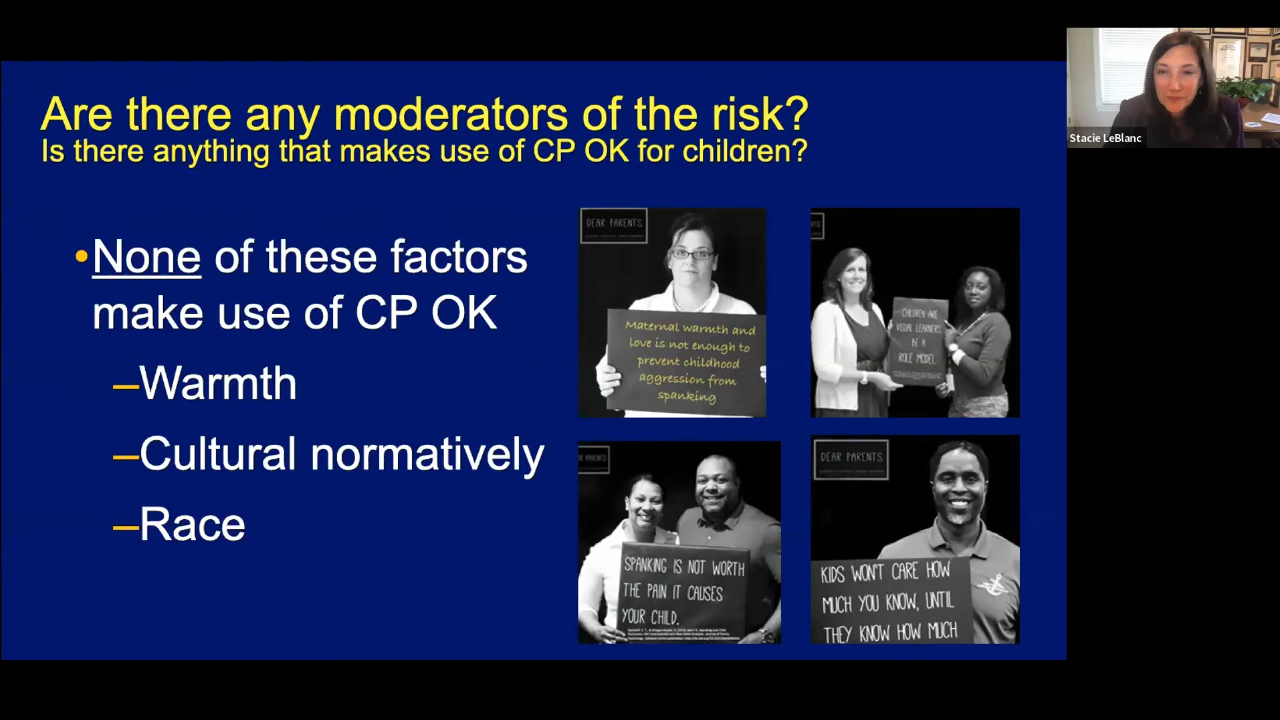 Are there any moderators of the risk?
Is there anything that makes use of CP OK for children?
•None of these factors
make use of CP OK
–Warmth
–Cultural normatively
–Race
DEAR PARENTS
Maternal warmth and
love is not enough to
prevent childhood
aggression from
spanking
CHILDREN ARE
VISUAL LEARNERS
BE A
ROLE MODEL.
PARENTS
SPANKING IS NOT WORTH
THE PAIN IT CAUSES
YOUR CHILD.
DEAR PARENTS
KIDS WON'T CARE HOW
MUCH YOU KNOW, UNTIL
THEY KNOW HOW MUCH
Stacie LeBlanc